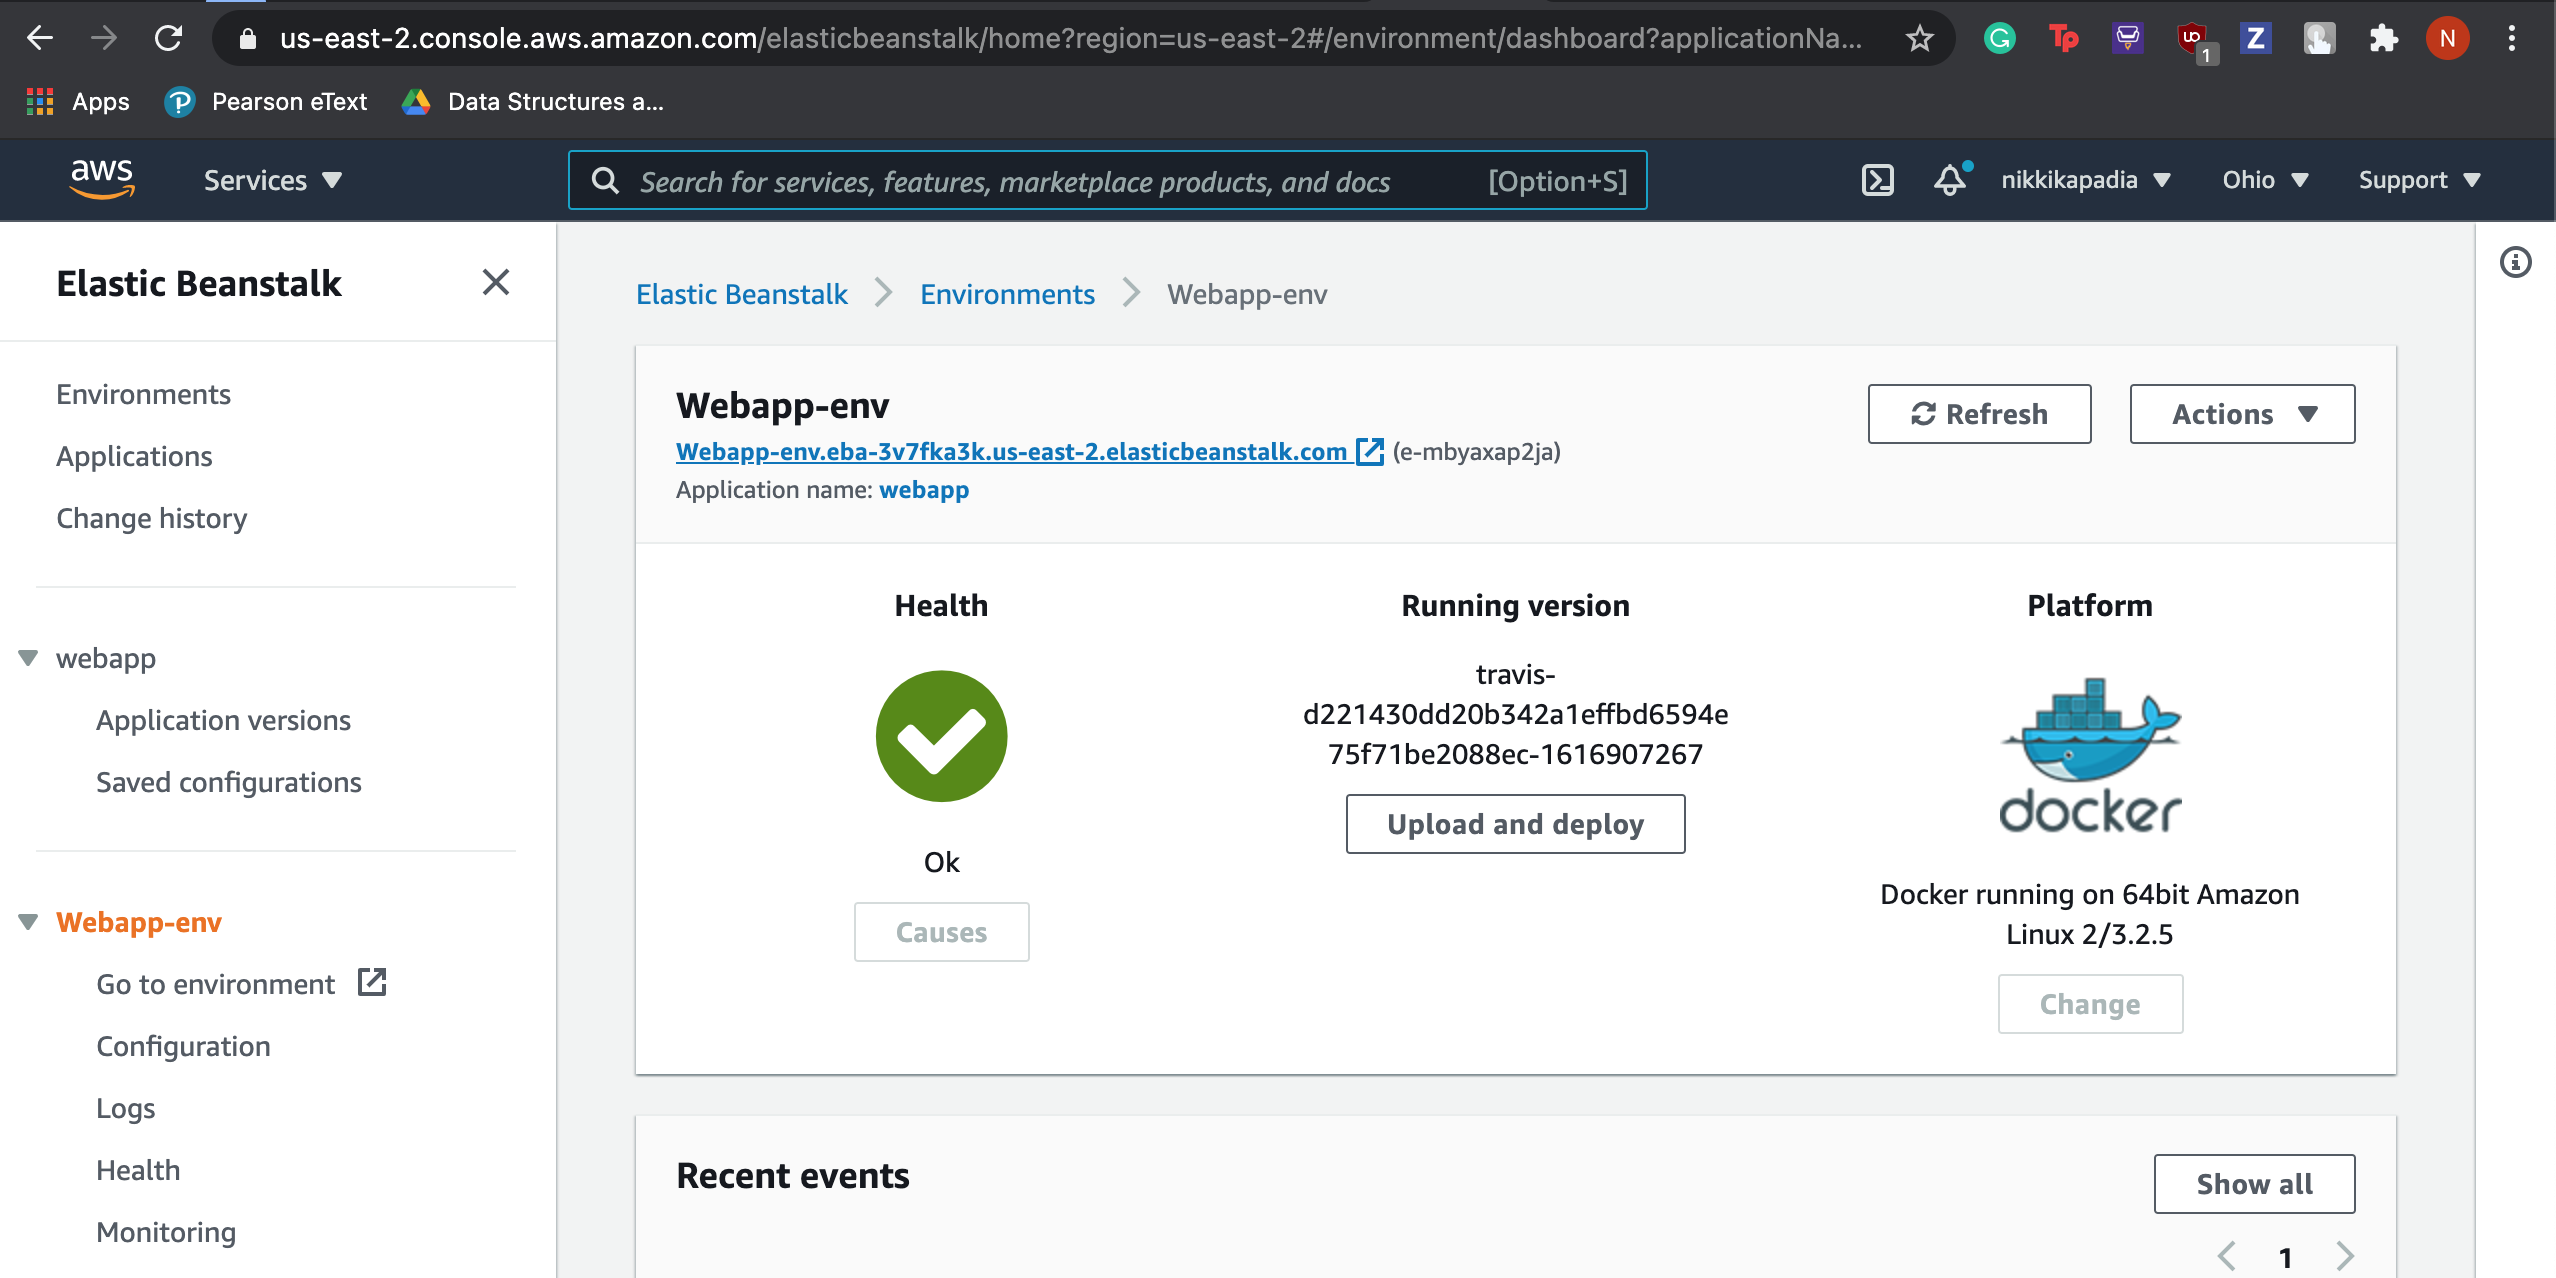 us-east-2.console.aws.amazon.com/elasticbeanstalk/home?region=us-east-2#/environment/dashboard?applicationNa...
G
Tp
UO
1
Z
N
Apps
Pearson eText
Data Structures a...
aws
Services
Search for services, features, marketplace products, and docs
[Option+S]
nikkikapadia
Ohio
Support
Elastic Beanstalk
Environments
Applications
Change history
webapp
Application versions
Saved configurations
Webapp-env
Go to environment
Configuration
Logs
Health
Monitoring
Elastic Beanstalk
Environments
Webapp-env
Webapp-env
Refresh
Actions
Webapp-env.eba-3v7fka3k.us-east-2.elasticbeanstalk.com (e-mbyaxap2ja)
Application name: webapp
Health
Ok
Causes
Running version
travis-
d221430dd20b342a1effbd6594e
75f71be2088ec-1616907267
Upload and deploy
Platform
docker
Docker running on 64bit Amazon
Linux 2/3.2.5
Change
Recent events
Show all
1